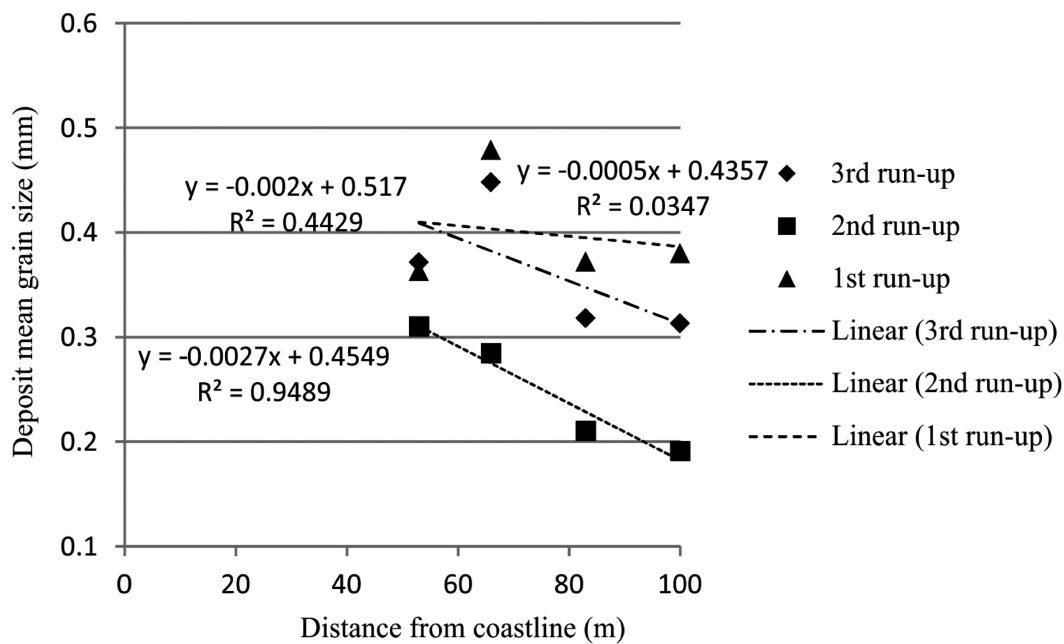 0.6
0.5
0.4
0.3
0.2
0.1
Deposit mean grain size (mm)
y = -0.0005x + 0.4357
R² = 0.0347
y = -0.002x + 0.517
R² = 0.4429
y = -0.0027x + 0.4549
R² = 0.9489
0 20 40 60 80 100
Distance from coastline (m)
3rd run-up
2nd run-up
1st run-up
Linear (3rd run-up)
Linear (2nd run-up)
Linear (1st run-up)